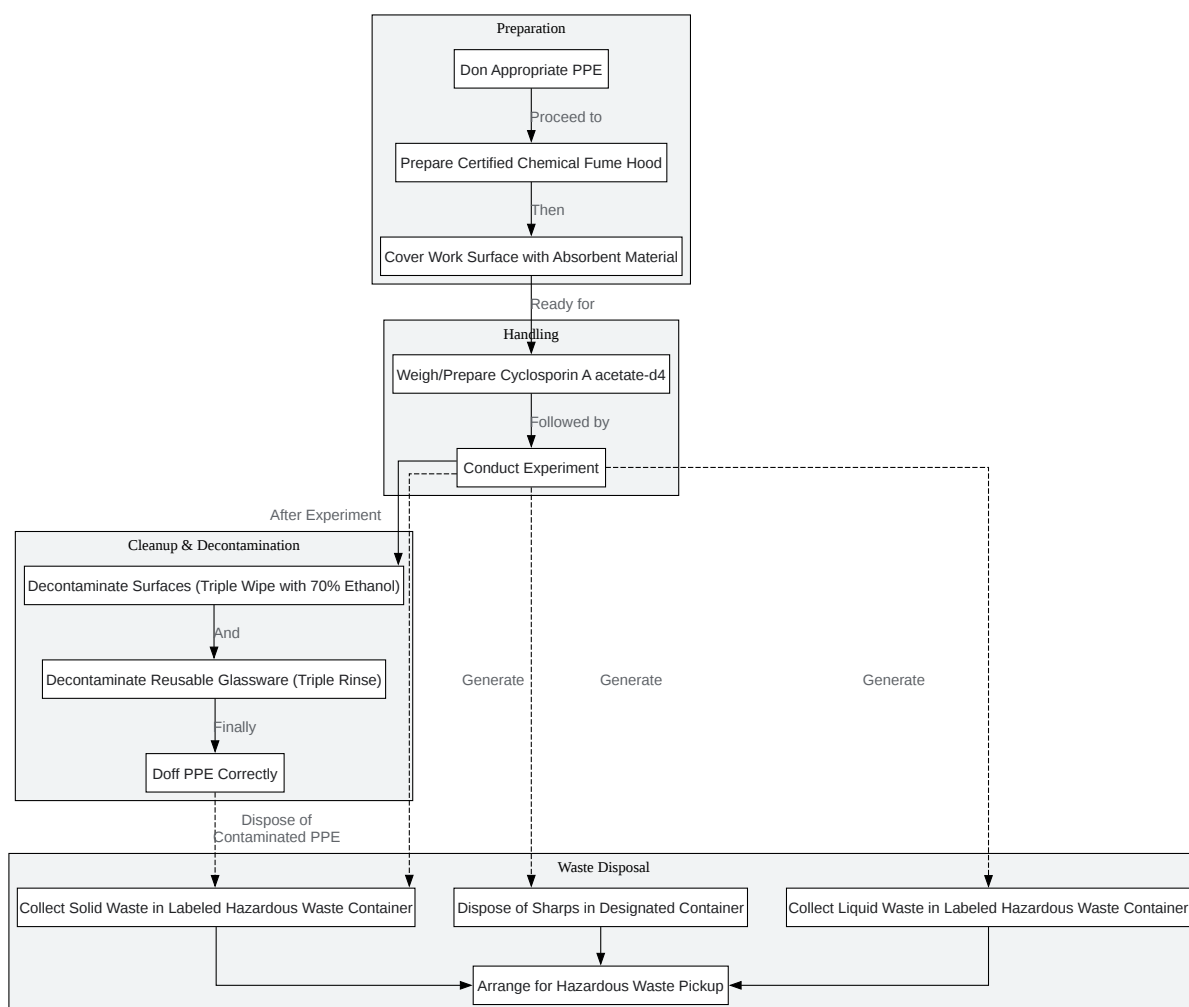 Preparation
Don Appropriate PPE
Proceed to
Prepare Certified Chemical Fume Hood
Then
Cover Work Surface with Absorbent Material
Ready for
Handling
Weigh/Prepare Cyclosporin A acetate-d4
Followed by
Conduct Experiment
After Experiment
Cleanup & Decontamination
Decontaminate Surfaces (Triple Wipe with 70% Ethanol)
And
Decontaminate Reusable Glassware (Triple Rinse)
Generate
Generate
Generate
Finally
Doff PPE Correctly
Dispose of
Contaminated PPE
Waste Disposal
Collect Solid Waste in Labeled Hazardous Waste Container
Dispose of Sharps in Designated Container
Collect Liquid Waste in Labeled Hazardous Waste Container
Arrange for Hazardous Waste Pickup